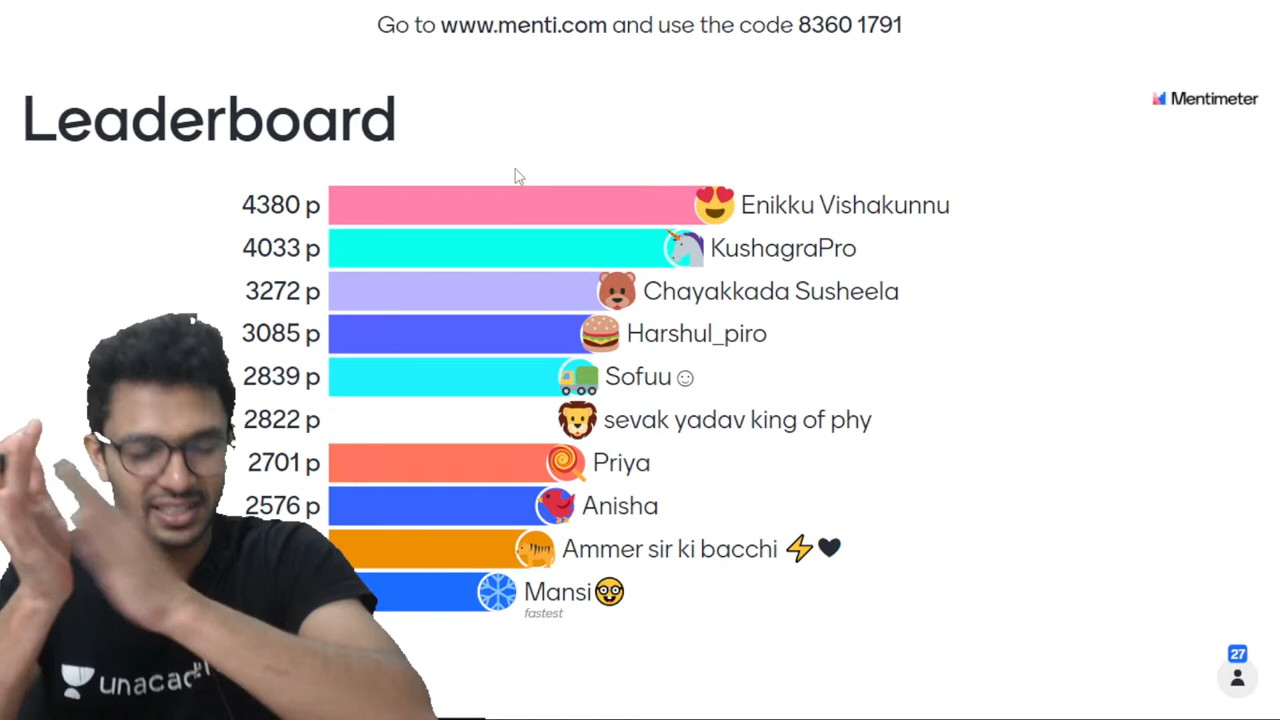 Go to www.menti.com and use the code 8360 1791
Leaderboard
Mentimeter
4380 p Enikku Vishakunnu
4033 p KushagraPro
3272 p Chayakkada Susheela
3085 p Harshul_piro
2839 p Sofuu☺
2822 p sevak yadav king of phy
2701 p Priya
2576 p Anisha
Ammer sir ki bacchi ⚡🖤
Mansi🤓
fastest
27
unacad